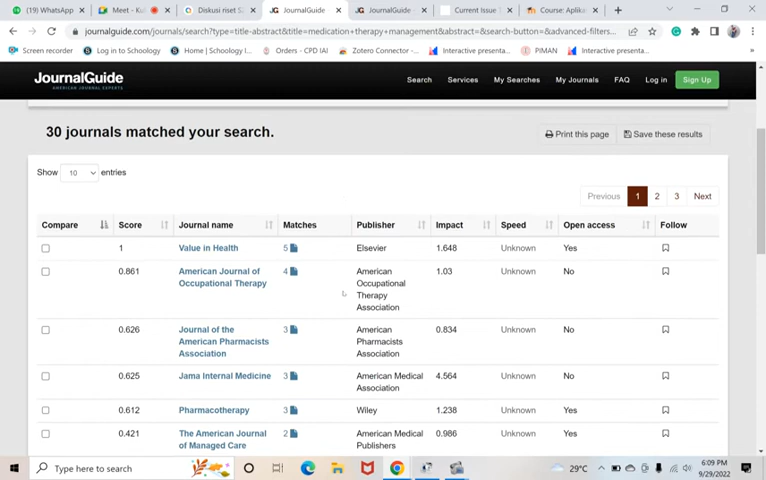 (19) WhatsApp
Meet - Ku
Diskusi riset S
JournalGuide
JournalGuide
Current Issue
Course: Aplika
journalguide.com/journals/search?type=title-abstract&title=medication+therapy+management&abstract=&search-button=&advanced-filters...
Screen recorder
Log in to Schoology
Home | Schoology l...
Orders - CPD IAI
Zotero Connector -...
Interactive presenta...
PIMAN
Interactive presenta...
JournalGuide
AMERICAN JOURNAL EXPERTS
Search Services My Searches My Journals FAQ Log in Sign Up
30 journals matched your search.
Print this page Save these results
Show 10 entries
Previous 1 2 3 Next
Compare Score Journal name Matches Publisher Impact Speed Open access Follow
1 Value in Health 5 Elsevier 1.648 Unknown Yes
0.861 American Journal of Occupational Therapy 4 American Occupational Therapy Association 1.03 Unknown No
0.626 Journal of the American Pharmacists Association 3 American Pharmacists Association 0.834 Unknown No
0.625 Jama Internal Medicine 3 American Medical Association 4.564 Unknown No
0.612 Pharmacotherapy 3 Wiley 1.238 Unknown Yes
0.421 The American Journal of Managed Care 2 American Medical Publishers 0.986 Unknown Yes
Type here to search
29°C
6:09 PM
9/29/2022